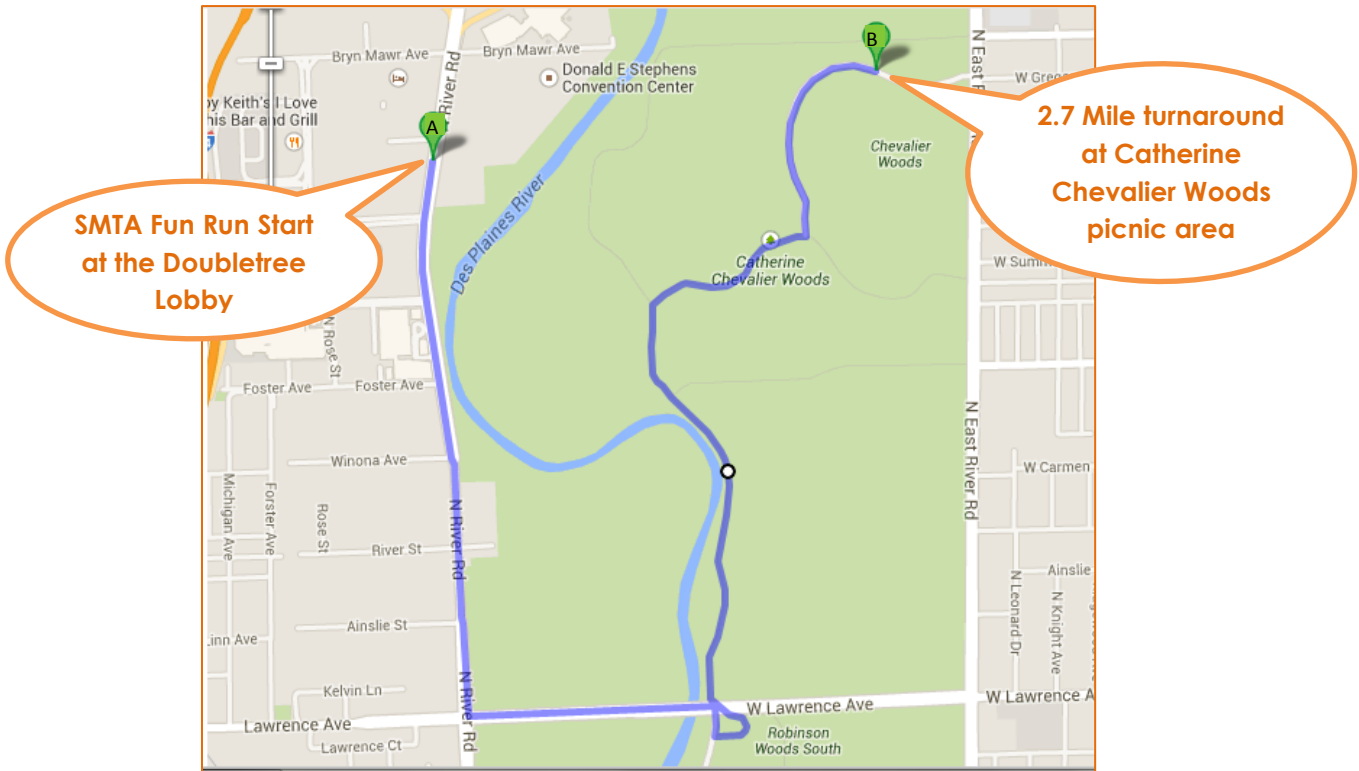 Bryn Mawr Ave
Bryn Mawr Ave
River Rd
Donald E Stephens
Convention Center
Keith's I Love
Bar and Grill
A
B
N East
W
2.7 Mile turnaround
at Catherine
Chevalier Woods
picnic area
Chevalier
Woods
SMTA Fun Run Start
at the Doubletree
Lobby
Des Plaines River
Catherine
Chevalier Woods
W
N Rose St
Foster Ave
Foster Ave
Winona Ave
Michigan Ave
Forster Ave
Rose St
N River Rd
River St
N East River Rd
W Carmen
Ainslie
N Leonard Dr
N Knight Ave
Ainslie St
Ave
Kelvin Ln
N River Rd
Lawrence Ave
Lawrence Ct
W Lawrence Ave
W Lawrence A
Robinson
Woods South